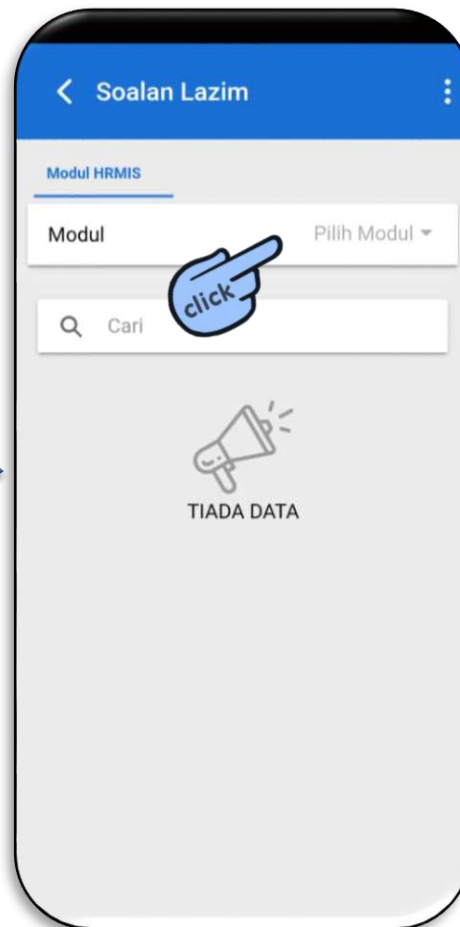 Soalan Lazim
Modul HRMIS
Modul Pilih Modul
click
Cari
TIADA DATA